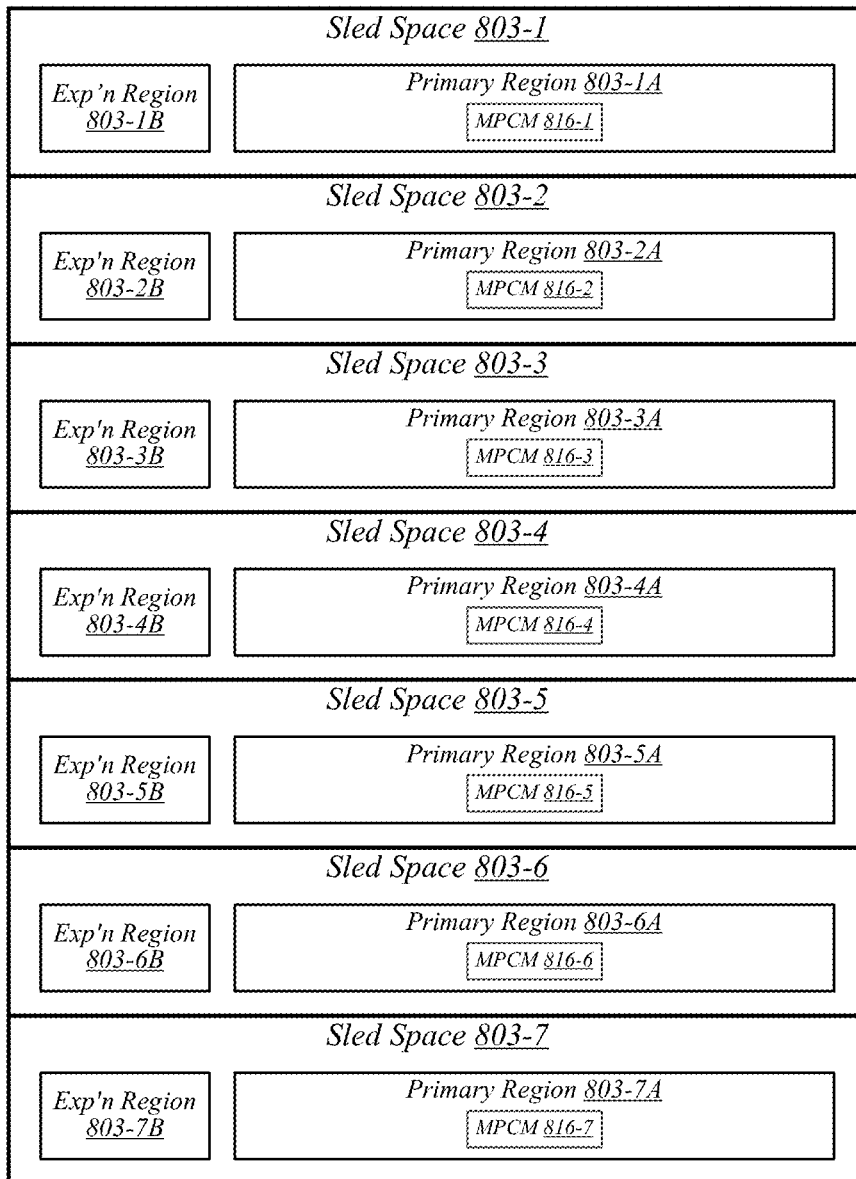 Sled Space 803-1
Exp’n Region
803-1B
Primary Region 803-1A
MPCM 816-1
Sled Space 803-2
Exp'n Region
803-2B
Primary Region 803-2A
MPCM 816-2
Sled Space 803-3
Exp'n Region
803-3B
Primary Region 803-3A
MPCM 816-3
Sled Space 803-4
Exp'n Region
803-4B
Primary Region 803-4A
MPCM 816-4
Sled Space 803-5
Exp'n Region
803-5B
Primary Region 803-5A
MPCM 816-5
Sled Space 803-6
Exp'n Region
803-6B
Primary Region 803-6A
MPCM 816-6
Sled Space 803-7
Exp'n Region
803-7B
Primary Region 803-7A
MPCM 816-7